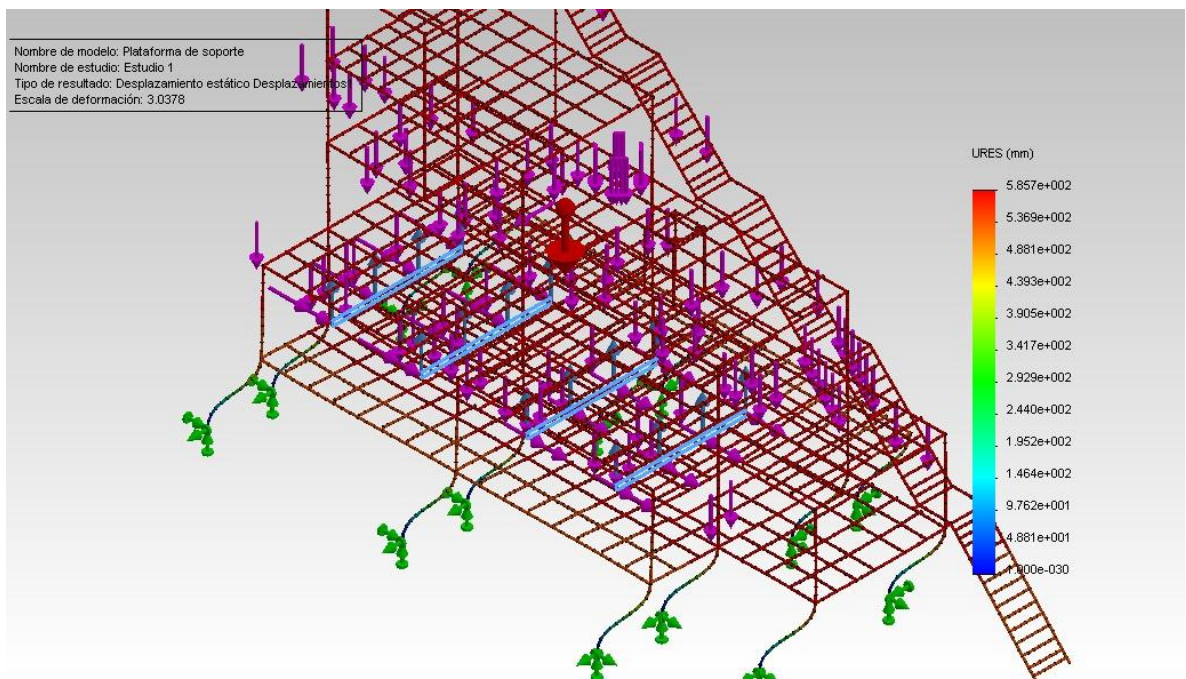 Nombre de modelo: Plataforma de soporte
Nombre de estudio: Estudio 1
Tipo de resultado: Desplazamiento estático Desplazamientos
Escala de deformación: 3.0378
URES (mm)
5.857e+002
5.369e+002
4.881e+002
4.393e+002
3.905e+002
3.417e+002
2.929e+002
2.440e+002
1.952e+002
1.464e+002
9.762e+001
4.881e+001
1.000e-030